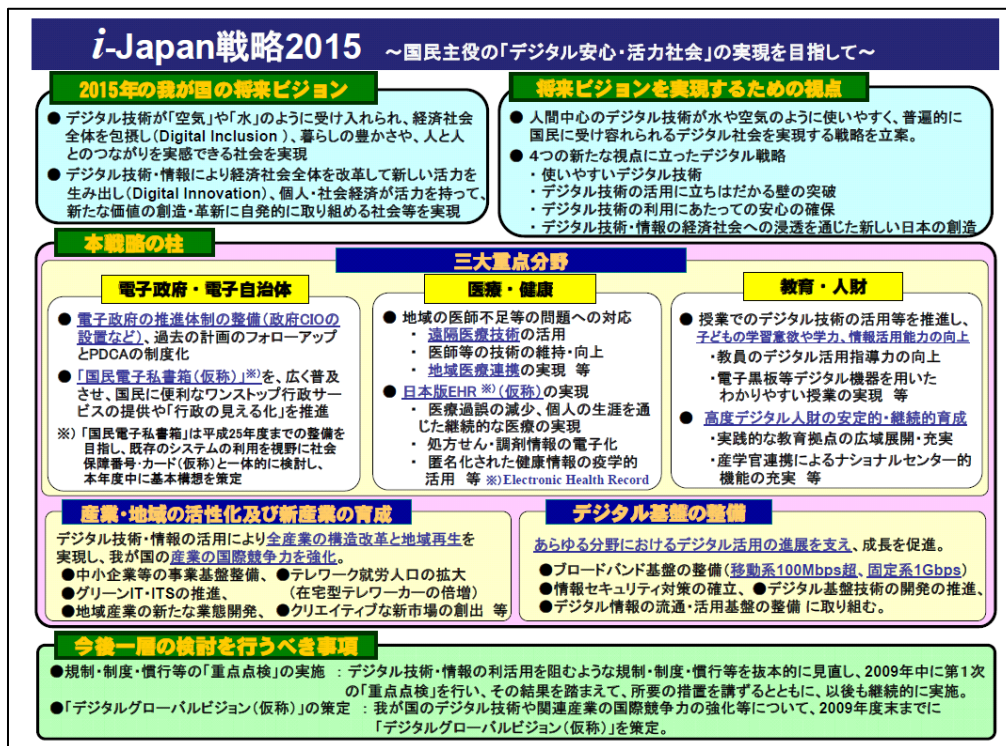 i-Japan戦略2015 ～国民主役の「デジタル安心・活力社会」の実現を目指して～
2015年の我が国の将来ビジョン
● デジタル技術が「空気」や「水」のように受け入れられ、経済社会
全体を包摂し(Digital Inclusion )、暮らしの豊かさや、人と人
とのつながりを実感できる社会を実現
● デジタル技術・情報により経済社会全体を改革して新しい活力を
生み出し(Digital Innovation)、個人・社会経済が活力を持って、
新たな価値の創造・革新に自発的に取り組める社会等を実現
将来ビジョンを実現するための視点
● 人間中心のデジタル技術が水や空気のように使いやすく、普遍的に
国民に受け容れられるデジタル社会を実現する戦略を立案。
● 4つの新たな視点に立ったデジタル戦略
・使いやすいデジタル技術
・デジタル技術の活用に立ちはだかる壁の突破
・デジタル技術の利用にあたっての安心の確保
・デジタル技術・情報の経済社会への浸透を通じた新しい日本の創造
本戦略の柱
三大重点分野
電子政府・電子自治体
● 電子政府の推進体制の整備(政府CIOの
設置など)、過去の計画のフォローアップ
とPDCAの制度化
● 「国民電子私書箱(仮称)」※)を、広く普及
させ、国民に便利なワンストップ行政サー
ビスの提供や「行政の見える化」を推進
※) 「国民電子私書箱」は平成25年度までの整備を
目指し、既存のシステムの利用を視野に社会
保障番号・カード(仮称)と一体的に検討し、
本年度中に基本構想を策定
医療・健康
● 地域の医師不足等の問題への対応
・ 遠隔医療技術の活用
・ 医師等の技術の維持・向上
・ 地域医療連携の実現 等
● 日本版EHR ※)(仮称)の実現
・ 医療過誤の減少、個人の生涯を通
じた継続的な医療の実現
・ 処方せん・調剤情報の電子化
・ 匿名化された健康情報の疫学的
活用 等 ※)Electronic Health Record
教育・人財
● 授業でのデジタル技術の活用等を推進し、
子どもの学習意欲や学力、情報活用能力の向上
・教員のデジタル活用指導力の向上
・電子黒板等デジタル機器を用いた
わかりやすい授業の実現 等
● 高度デジタル人財の安定的・継続的育成
・実践的な教育拠点の広域展開・充実
・産学官連携によるナショナルセンター的
機能の充実 等
産業・地域の活性化及び新産業の育成
デジタル技術・情報の活用により全産業の構造改革と地域再生を
実現し、我が国の産業の国際競争力を強化。
●中小企業等の事業基盤整備、 ●テレワーク就労人口の拡大
●グリーンIT・ITSの推進、 (在宅型テレワーカーの倍増)
●地域産業の新たな業態開発、 ●クリエイティブな新市場の創出 等
デジタル基盤の整備
あらゆる分野におけるデジタル活用の進展を支え、成長を促進。
●ブロードバンド基盤の整備(移動系100Mbps超、固定系1Gbps)
●情報セキュリティ対策の確立、 ●デジタル基盤技術の開発の推進、
●デジタル情報の流通・活用基盤の整備 に取り組む。
今後一層の検討を行うべき事項
●規制・制度・慣行等の「重点点検」の実施 ：デジタル技術・情報の利活用を阻むような規制・制度・慣行等を抜本的に見直し、2009年中に第1次
の「重点点検」を行い、その結果を踏まえて、所要の措置を講ずるとともに、以後も継続的に実施。
●「デジタルグローバルビジョン(仮称)」の策定 ：我が国のデジタル技術や関連産業の国際競争力の強化等について、2009年度末までに
「デジタルグローバルビジョン(仮称)」を策定。